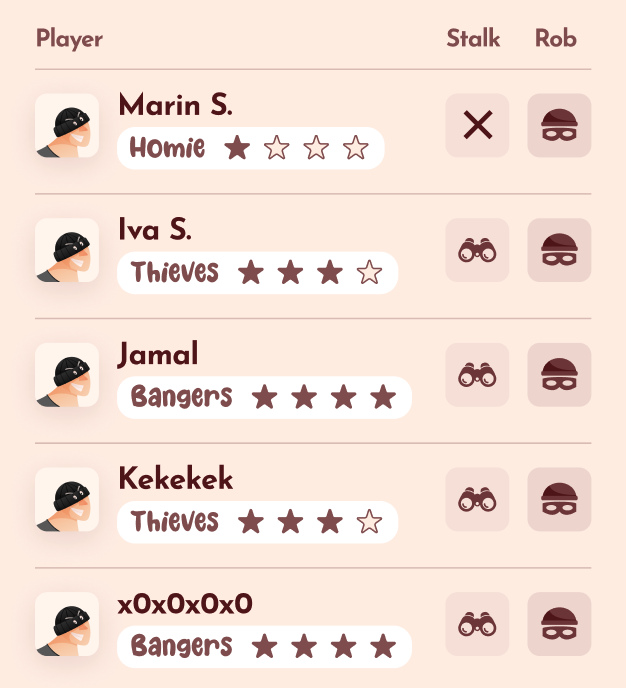 Player Stalk Rob
Marin S.
Homie
Iva S.
Thieves
Jamal
Bangers
Kekekek
Thieves
x0x0x0x0
Bangers